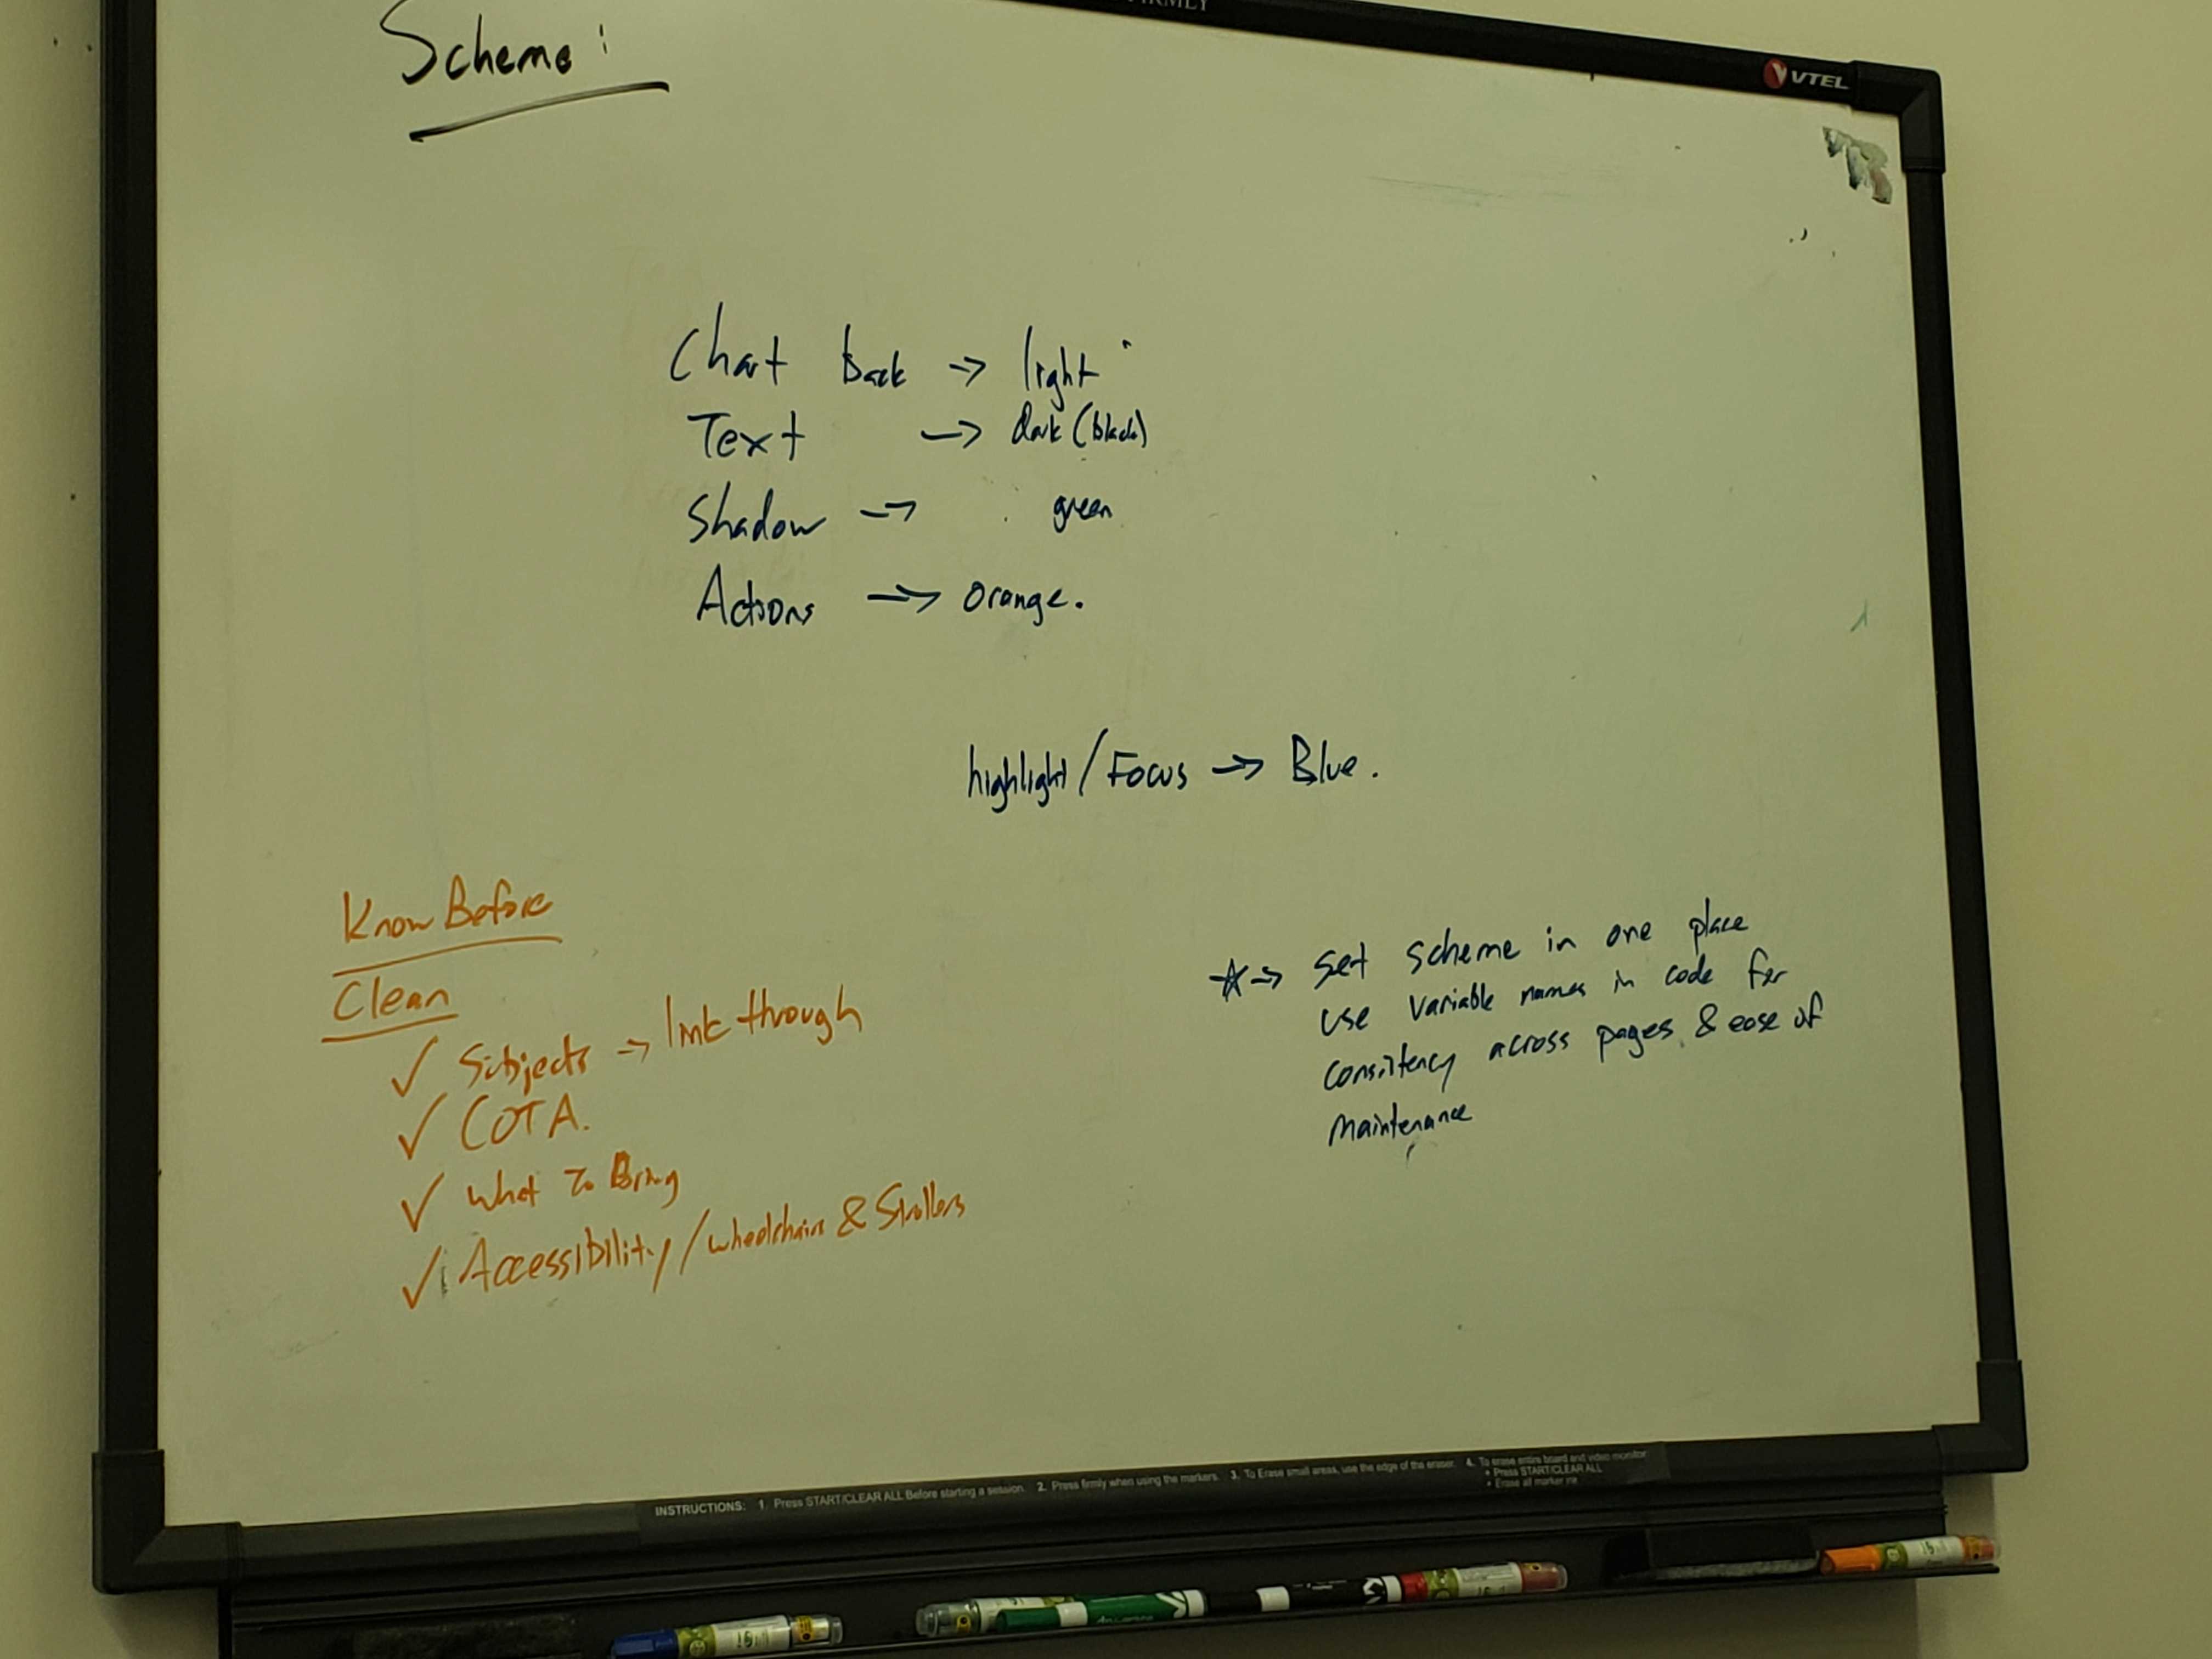 Scheme:
VTEL
Chart back -> light
Text -> dark (black)
Shadow -> green
Actions -> orange.
highlight / Focus -> Blue.
Know Before
Clean
✓ Subjects -> link through
✓ COTA.
✓ What To Bring
✓ Accessibility / wheelchairs & Strollers
☆-> Set scheme in one place
use variable names in code for
consistency across pages & ease of
maintenance
INSTRUCTIONS: 1. Press START/CLEAR ALL Before starting a session. 2. Press firmly when using the markers. 3. To Erase small areas, use the edge of the eraser. 4. To erase entire board and video monitor
• Press START/CLEAR ALL
• Erase all marker ink